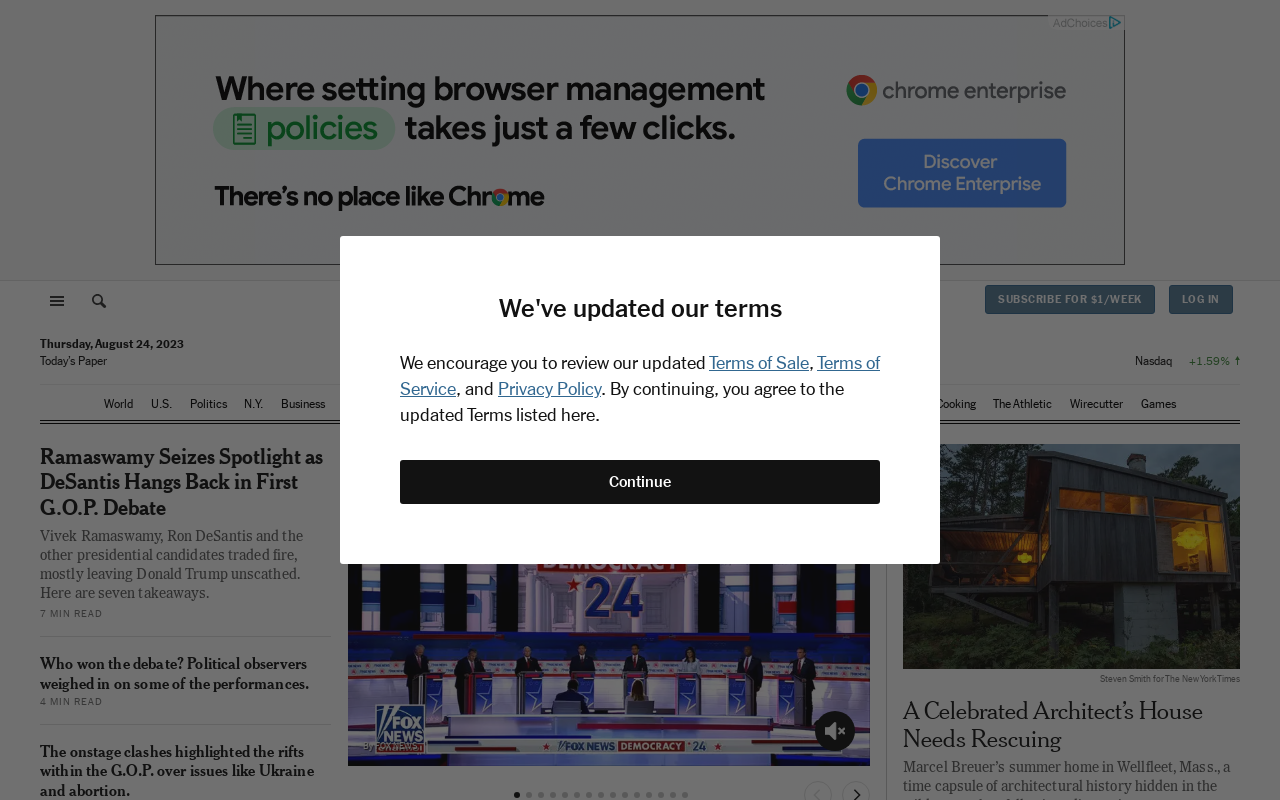 AdChoices
Where setting browser management
policies takes just a few clicks.
There's no place like Chrome
chrome enterprise
Discover
Chrome Enterprise
SUBSCRIBE FOR $1/WEEK
LOG IN
Thursday, August 24, 2023
Today's Paper
Nasdaq +1.59% ↑
World U.S. Politics N.Y. Business
Cooking The Athletic Wirecutter Games
We've updated our terms
We encourage you to review our updated Terms of Sale, Terms of
Service, and Privacy Policy. By continuing, you agree to the
updated Terms listed here.
Continue
Ramaswamy Seizes Spotlight as
DeSantis Hangs Back in First
G.O.P. Debate
Vivek Ramaswamy, Ron DeSantis and the
other presidential candidates traded fire,
mostly leaving Donald Trump unscathed.
Here are seven takeaways.
7 MIN READ
Who won the debate? Political observers
weighed in on some of the performances.
4 MIN READ
The onstage clashes highlighted the rifts
within the G.O.P. over issues like Ukraine
and abortion.
DEMOCRACY
24
FOX
NEWS
FOX NEWS DEMOCRACY 24
Steven Smith for The New York Times
A Celebrated Architect's House
Needs Rescuing
Marcel Breuer's summer home in Wellfleet, Mass., a
time capsule of architectural history hidden in the